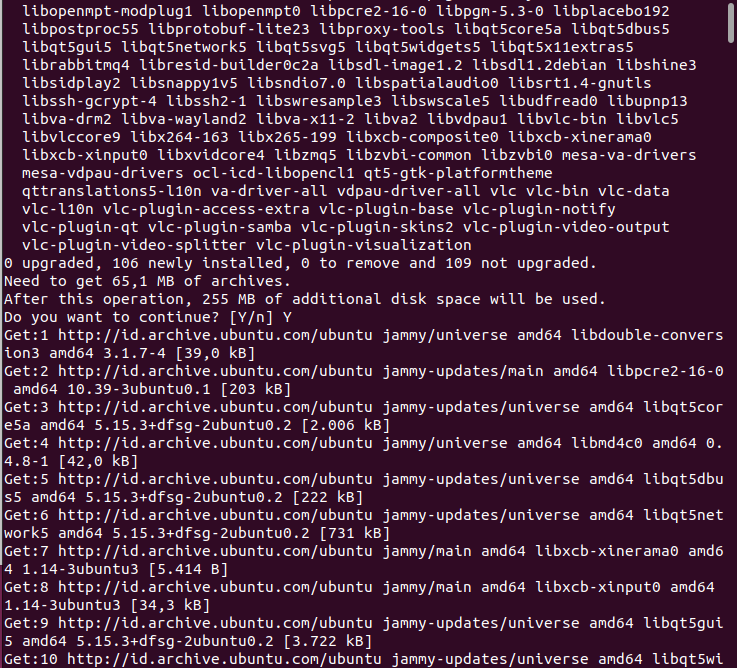 libopenmpt-modplug1 libopenmpt0 libpcre2-16-0 libpgm-5.3-0 libplacebo192
libpostproc55 libprotobuf-lite23 libproxy-tools libqt5core5a libqt5dbus5
libqt5gui5 libqt5network5 libqt5svg5 libqt5widgets5 libqt5x11extras5
librabbitmq4 libresid-builder0c2a libsdl-image1.2 libsdl1.2debian libshine3
libsidplay2 libsnappy1v5 libsndio7.0 libspatialaudio0 libsrt1.4-gnutls
libssh-gcrypt-4 libssh2-1 libswresample3 libswscale5 libudfread0 libupnp13
libva-drm2 libva-wayland2 libva-x11-2 libva2 libvdpau1 libvlc-bin libvlc5
libvlccore9 libx264-163 libx265-199 libxcb-composite0 libxcb-xinerama0
libxcb-xinput0 libxvidcore4 libzmq5 libzvbi-common libzvbi0 mesa-va-drivers
mesa-vdpau-drivers ocl-icd-libopencl1 qt5-gtk-platformtheme
qttranslations5-l10n va-driver-all vdpau-driver-all vlc vlc-bin vlc-data
vlc-l10n vlc-plugin-access-extra vlc-plugin-base vlc-plugin-notify
vlc-plugin-qt vlc-plugin-samba vlc-plugin-skins2 vlc-plugin-video-output
vlc-plugin-video-splitter vlc-plugin-visualization
0 upgraded, 106 newly installed, 0 to remove and 109 not upgraded.
Need to get 65,1 MB of archives.
After this operation, 255 MB of additional disk space will be used.
Do you want to continue? [Y/n] Y
Get:1 http://id.archive.ubuntu.com/ubuntu jammy/universe amd64 libdouble-convers
ion3 amd64 3.1.7-4 [39,0 kB]
Get:2 http://id.archive.ubuntu.com/ubuntu jammy-updates/main amd64 libpcre2-16-0
amd64 10.39-3ubuntu0.1 [203 kB]
Get:3 http://id.archive.ubuntu.com/ubuntu jammy-updates/universe amd64 libqt5cor
e5a amd64 5.15.3+dfsg-2ubuntu0.2 [2.006 kB]
Get:4 http://id.archive.ubuntu.com/ubuntu jammy/universe amd64 libmd4c0 amd64 0.
4.8-1 [42,0 kB]
Get:5 http://id.archive.ubuntu.com/ubuntu jammy-updates/universe amd64 libqt5dbu
s5 amd64 5.15.3+dfsg-2ubuntu0.2 [222 kB]
Get:6 http://id.archive.ubuntu.com/ubuntu jammy-updates/universe amd64 libqt5net
work5 amd64 5.15.3+dfsg-2ubuntu0.2 [731 kB]
Get:7 http://id.archive.ubuntu.com/ubuntu jammy/main amd64 libxcb-xinerama0 amd6
4 1.14-3ubuntu3 [5.414 B]
Get:8 http://id.archive.ubuntu.com/ubuntu jammy/main amd64 libxcb-xinput0 amd64
1.14-3ubuntu3 [34,3 kB]
Get:9 http://id.archive.ubuntu.com/ubuntu jammy-updates/universe amd64 libqt5gui
5 amd64 5.15.3+dfsg-2ubuntu0.2 [3.722 kB]
Get:10 http://id.archive.ubuntu.com/ubuntu jammy-updates/universe amd64 libqt5wi